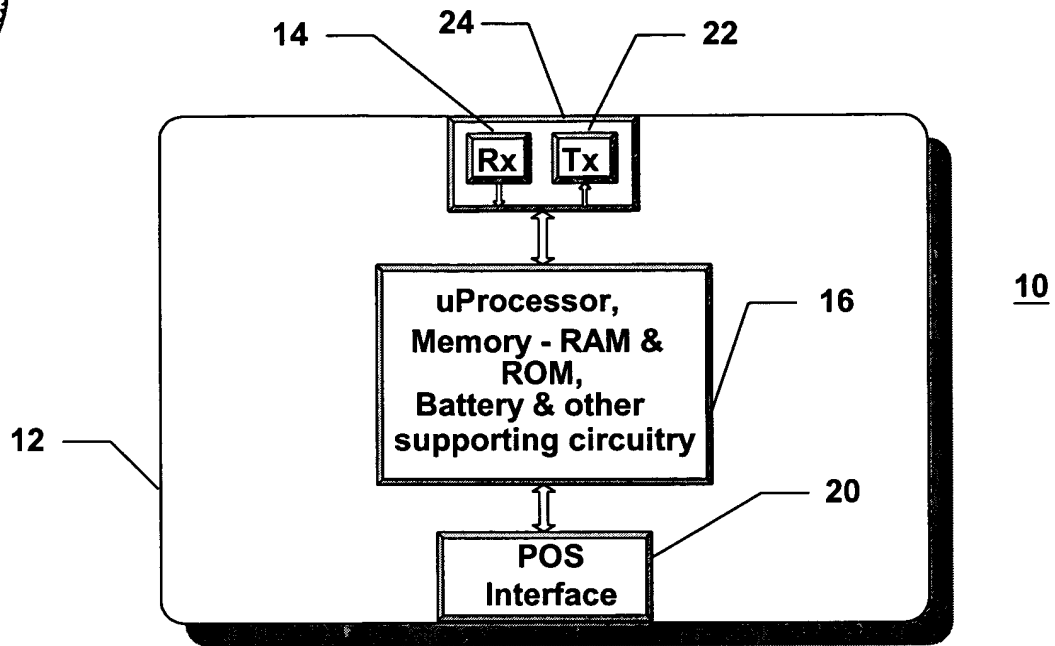 24
14
22
Rx
Tx
uProcessor,
Memory - RAM &
ROM,
Battery & other
supporting circuitry
16
10
12
20
POS
Interface